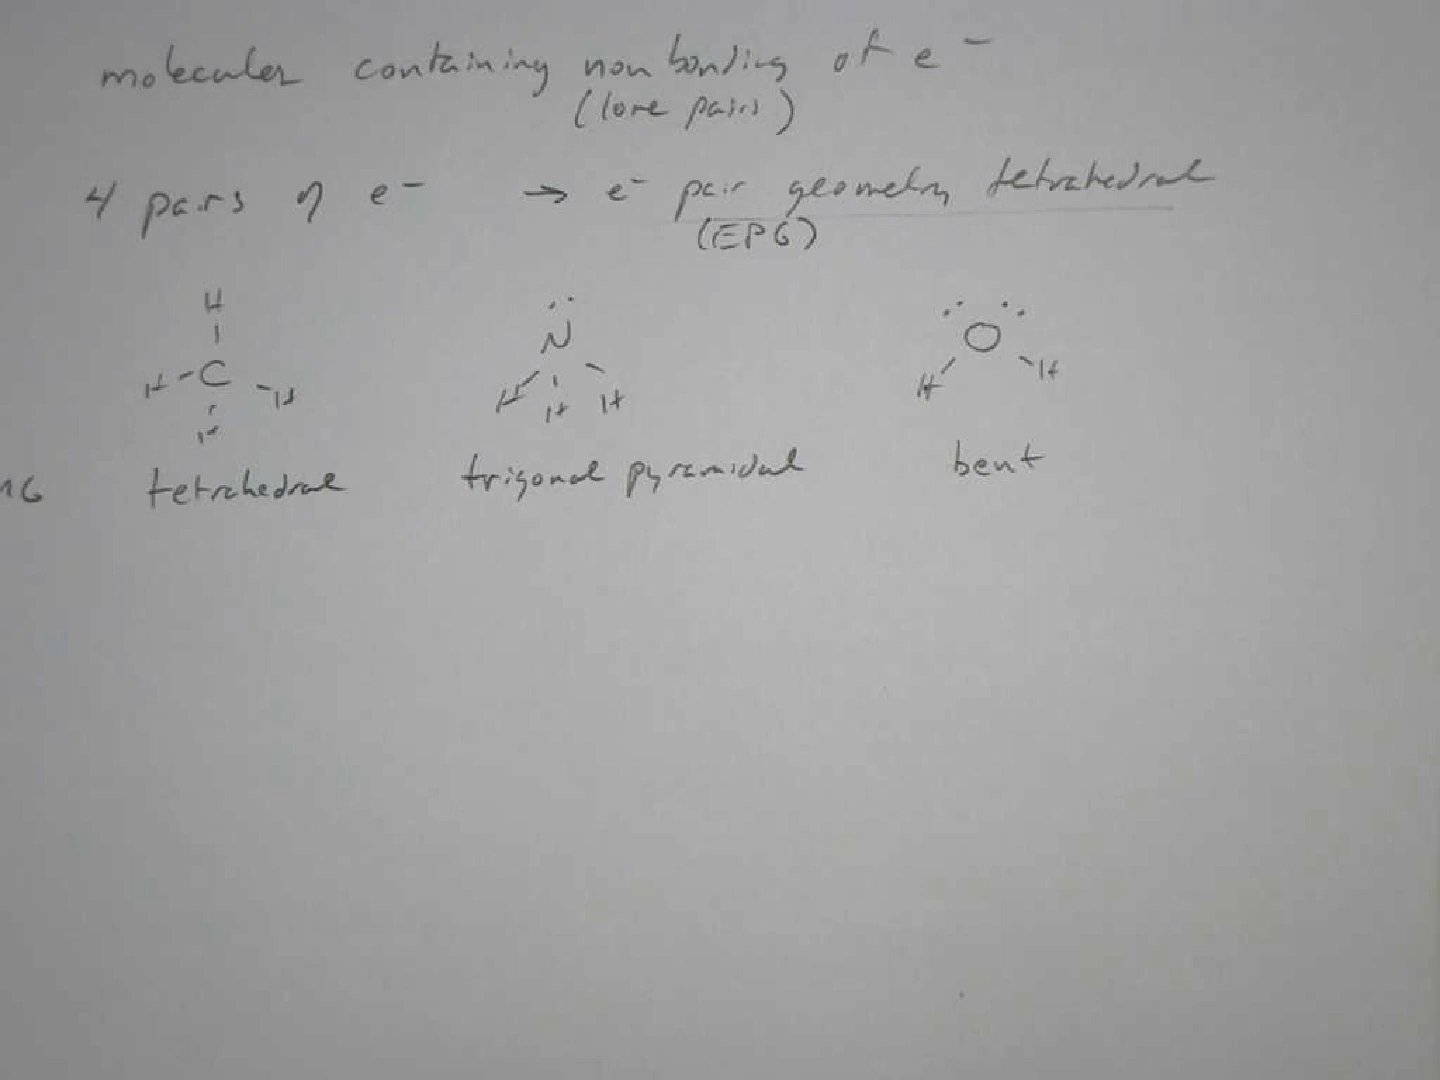 molecules containing nonbonding of e⁻
(lone pairs)
4 pairs of e⁻ → e⁻ pair geometry tetrahedral
(EPG)
H
C
H H
H
N
H H H
O
H H
tetrahedral trigonal pyramidal bent